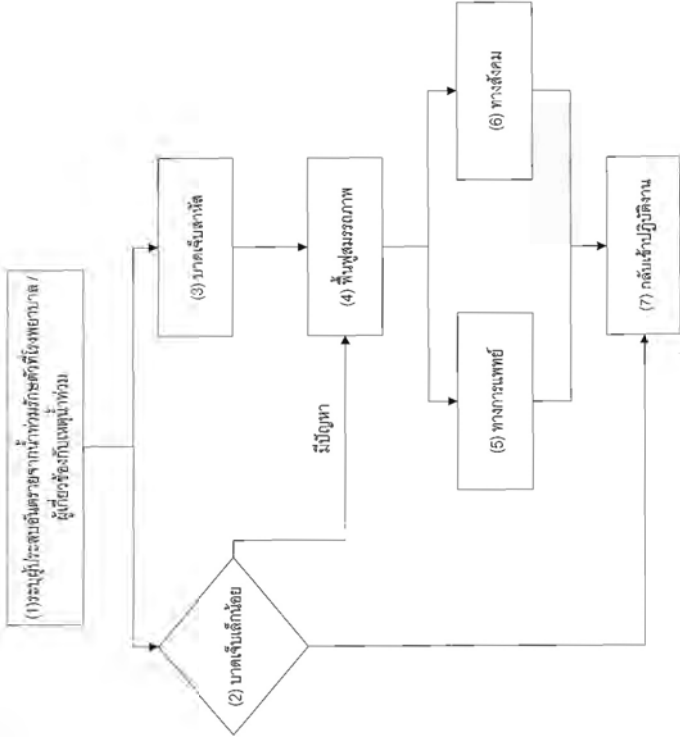 (1)ระบุผู้ประสบอันตรายจากน้ำท่วมรักษตัวที่โรงพยาบาล /
ผู้เกี่ยวข้องกับเหตุน้ำท่วม
(2) บาดเจ็บเล็กน้อย
(3) บาดเจ็บสาหัส
มีปัญหา
(4) ฟื้นฟูสมรรถภาพ
(5) ทางการแพทย์
(6) ทางสังคม
(7) กลับเข้าปฏิบัติงาน